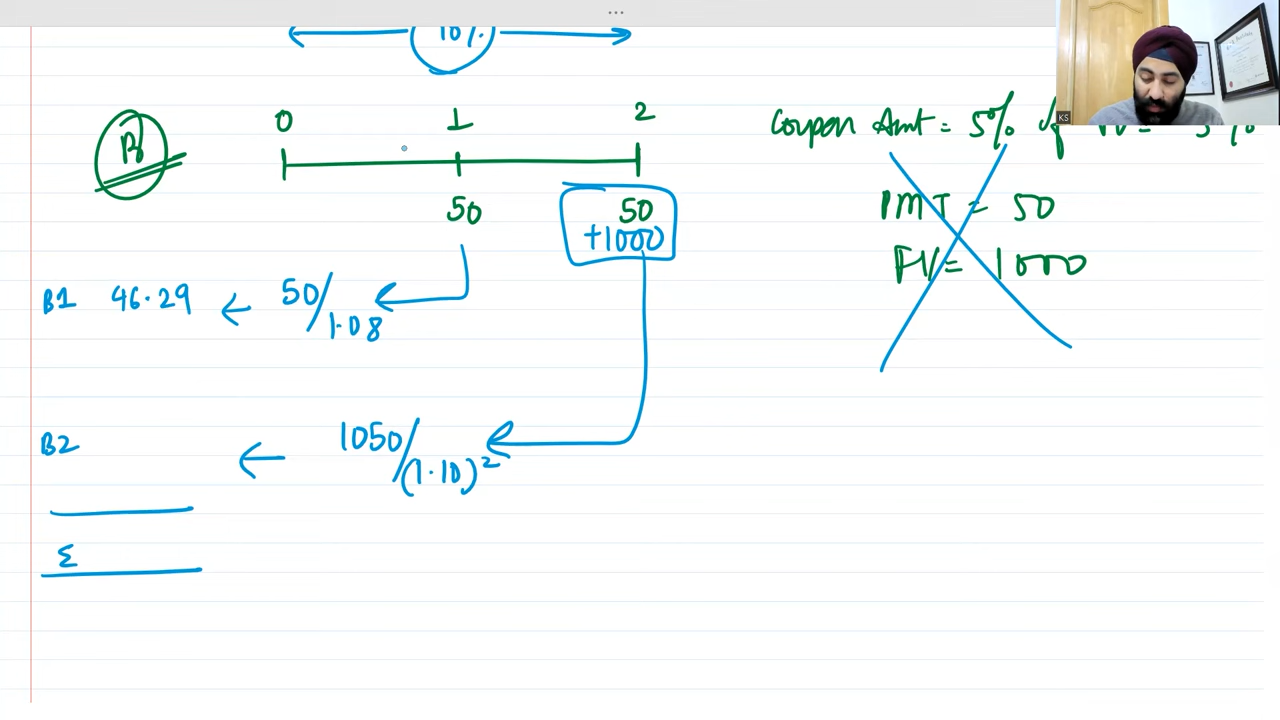 10%
0 1 2
Coupon Amt = 5%
50 50
+1000
PMT = 50
FV = 1000
B1 46.29 ← 50/1.08
B2 ← 1050/(1.10)²
Σ
KS